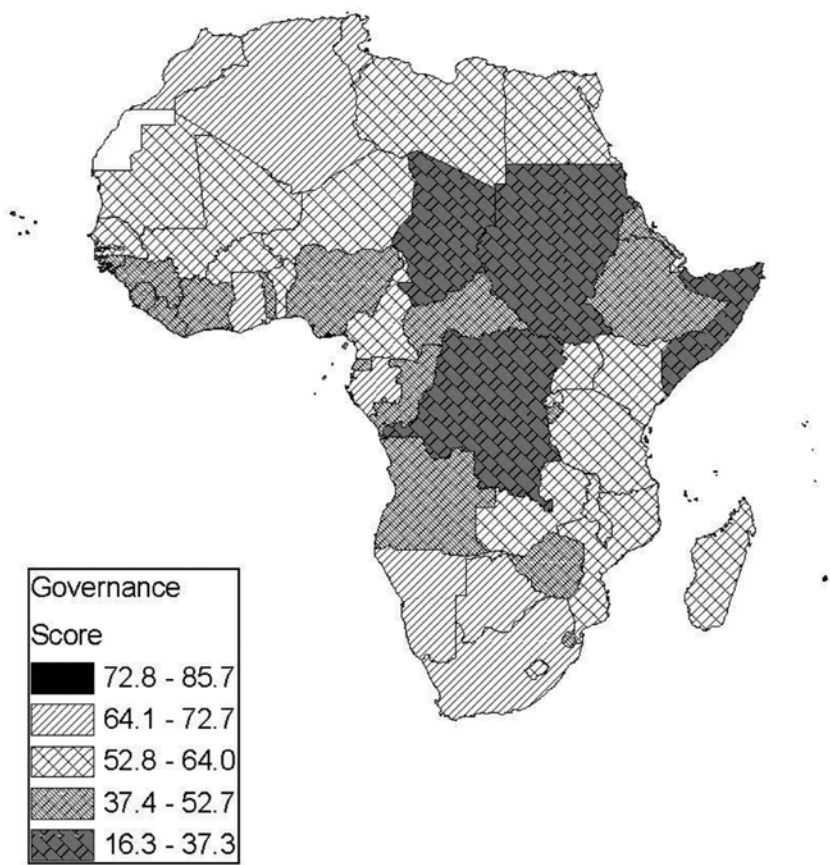 Governance
Score
72.8 - 85.7
64.1 - 72.7
52.8 - 64.0
37.4 - 52.7
16.3 - 37.3